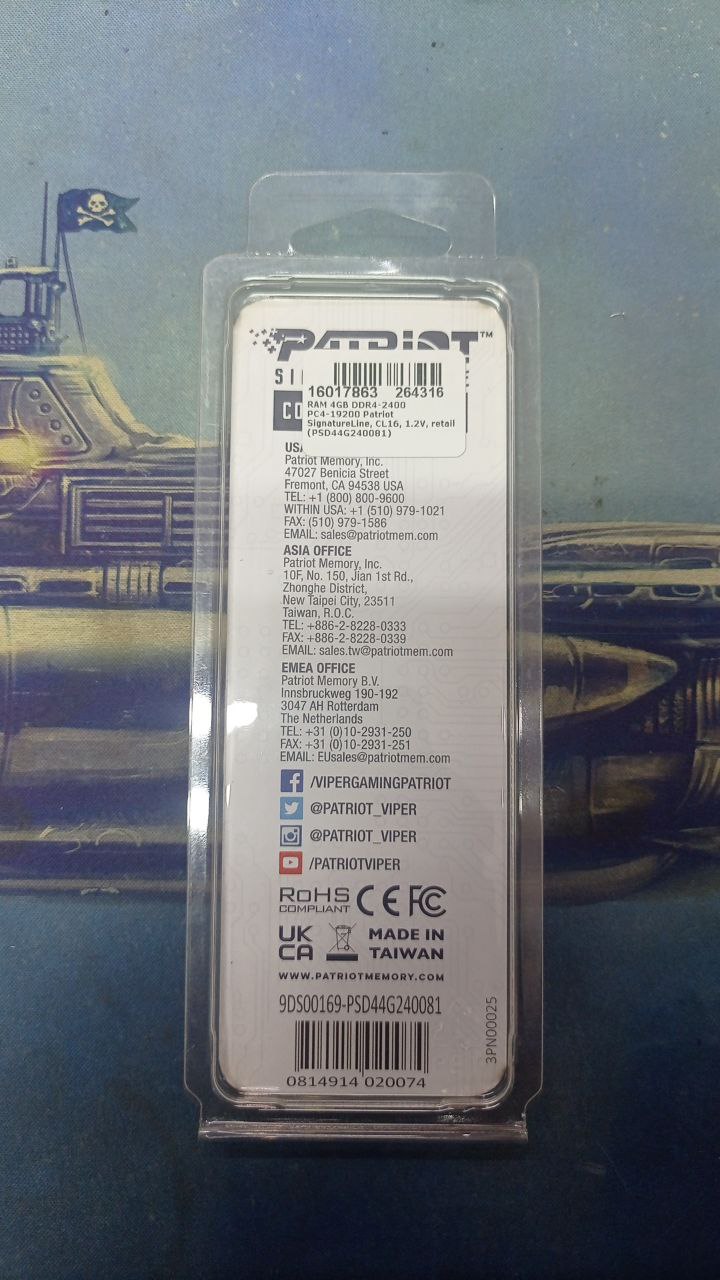 PATRIOT™
16017863 264316
RAM 4GB DDR4-2400
PC4-19200 Patriot
SignatureLine, CL16, 1.2V, retail
(PSD44G240081)
Patriot Memory, Inc.
47027 Benicia Street
Fremont, CA 94538 USA
TEL: +1 (800) 800-9600
WITHIN USA: +1 (510) 979-1021
FAX: (510) 979-1586
EMAIL: sales@patriotmem.com
ASIA OFFICE
Patriot Memory, Inc.
10F, No. 150, Jian 1st Rd.,
Zhonghe District,
New Taipei City, 23511
Taiwan, R.O.C.
TEL: +886-2-8228-0333
FAX: +886-2-8228-0339
EMAIL: sales.tw@patriotmem.com
EMEA OFFICE
Patriot Memory B.V.
Innsbruckweg 190-192
3047 AH Rotterdam
The Netherlands
TEL: +31 (0)10-2931-250
FAX: +31 (0)10-2931-251
EMAIL: EUsales@patriotmem.com
/VIPERGAMINGPATRIOT
@PATRIOT_VIPER
@PATRIOT_VIPER
/PATRIOTVIPER
RoHS
COMPLIANT
CE FC
UK
CA
MADE IN
TAIWAN
WWW.PATRIOTMEMORY.COM
9DS00169-PSD44G240081
0814914 020074
3PN00025